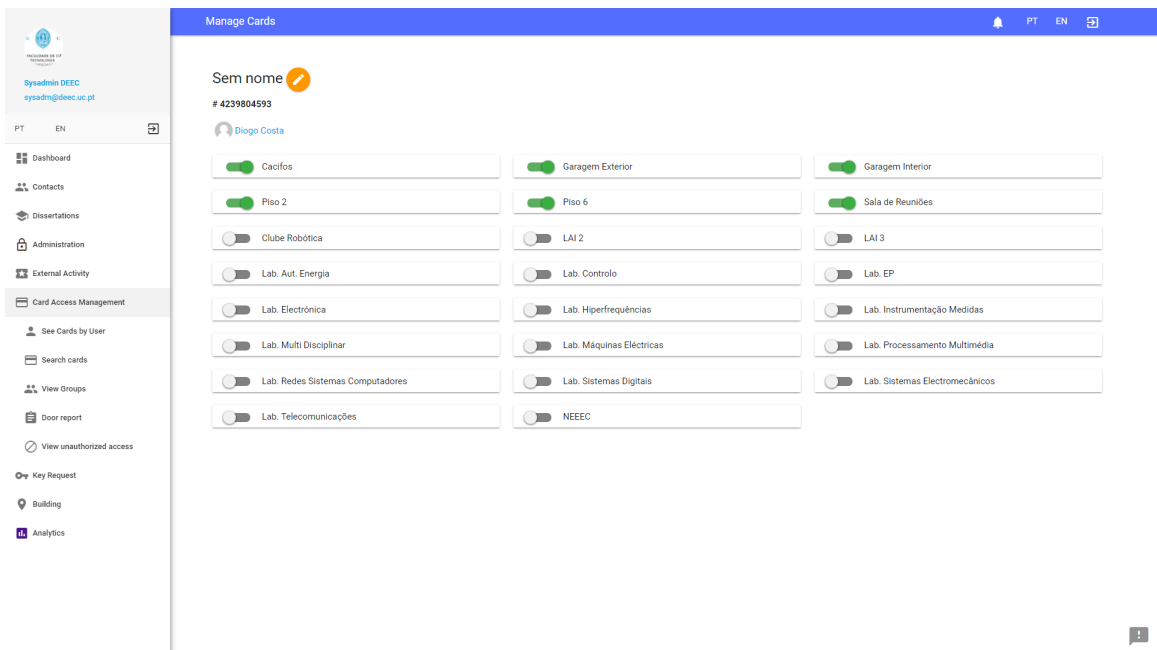 Manage Cards
PT EN
FACULDADE DE CI
TECNOLOGIA
Sysadmin DEEC
sysadm@deec.uc.pt
PT EN
Dashboard
Contacts
Dissertations
Administration
External Activity
Card Access Management
See Cards by User
Search cards
View Groups
Door report
View unauthorized access
Key Request
Building
Analytics
Sem nome
# 4239804593
Diogo Costa
Cacifos Garagem Exterior Garagem Interior
Piso 2 Piso 6 Sala de Reuniões
Clube Robótica LAI 2 LAI 3
Lab. Aut. Energia Lab. Controlo Lab. EP
Lab. Electrónica Lab. Hiperfrequências Lab. Instrumentação Medidas
Lab. Multi Disciplinar Lab. Máquinas Eléctricas Lab. Processamento Multimédia
Lab. Redes Sistemas Computadores Lab. Sistemas Digitais Lab. Sistemas Electromecânicos
Lab. Telecomunicações NEEEC